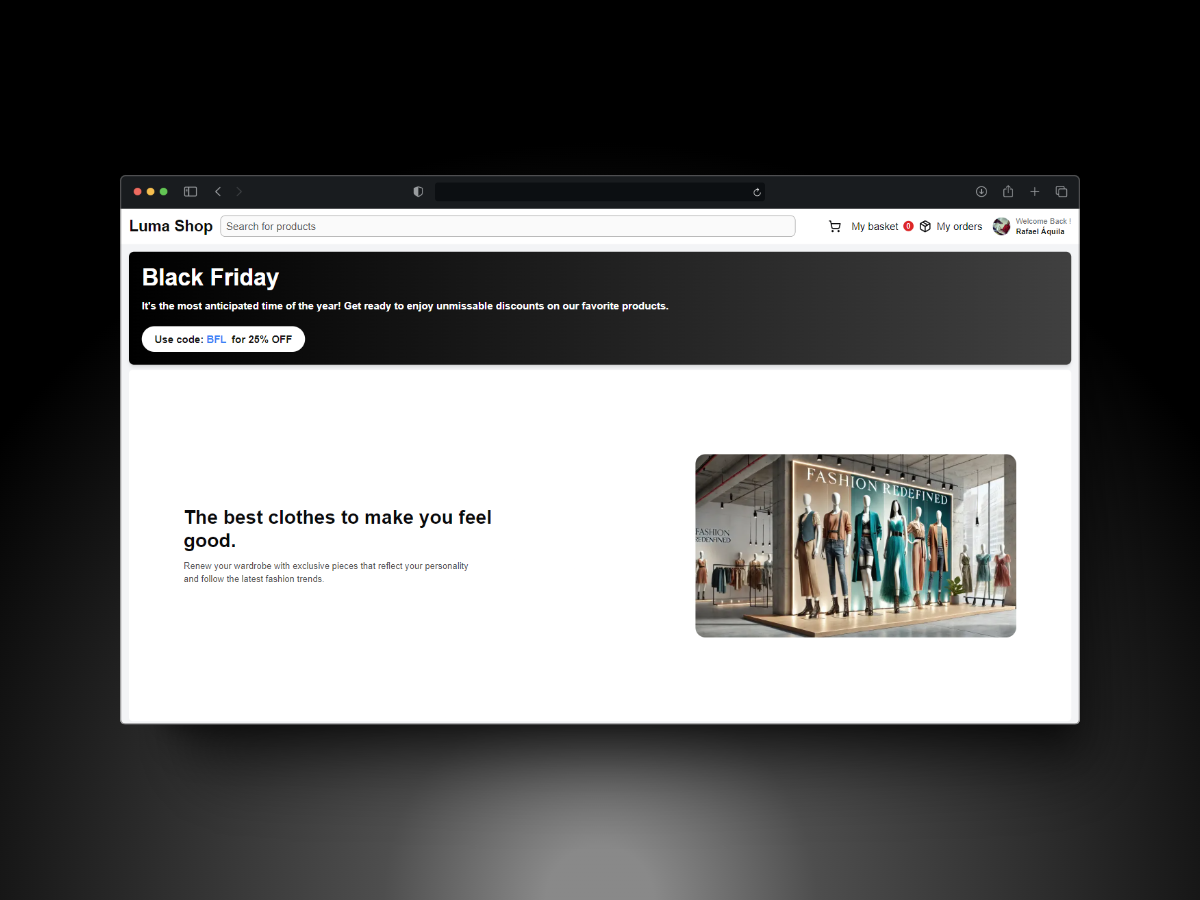 Luma Shop
Search for products
My basket 0
My orders
Welcome Back !
Rafael Áquila
Black Friday
It's the most anticipated time of the year! Get ready to enjoy unmissable discounts on our favorite products.
Use code: BFL for 25% OFF
The best clothes to make you feel
good.
Renew your wardrobe with exclusive pieces that reflect your personality
and follow the latest fashion trends.
FASHION REDEFINED
FASHION